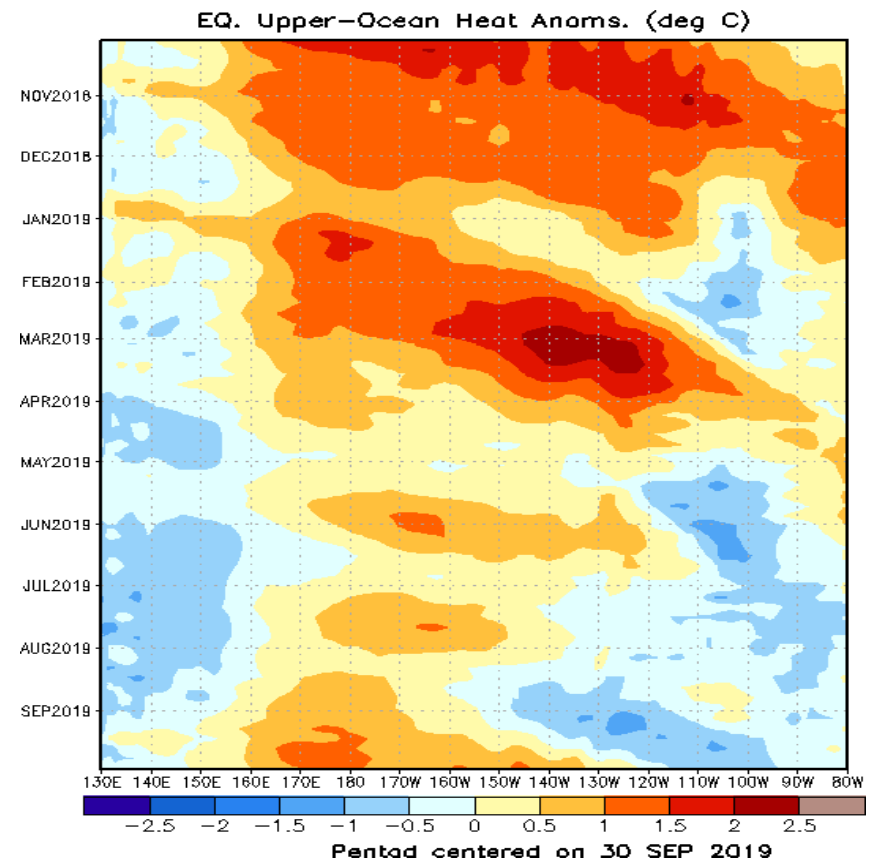 EQ. Upper-Ocean Heat Anoms. (deg C)
NOV2018
DEC2018
JAN2019
FEB2019
MAR2019
APR2019
MAY2019
JUN2019
JUL2019
AUG2019
SEP2019
130E 140E 150E 160E 170E 180 170W 160W 150W 140W 130W 120W 110W 100W 90W 80W
-2.5 -2 -1.5 -1 -0.5 0 0.5 1 1.5 2 2.5
Pentad centered on 30 SEP 2019